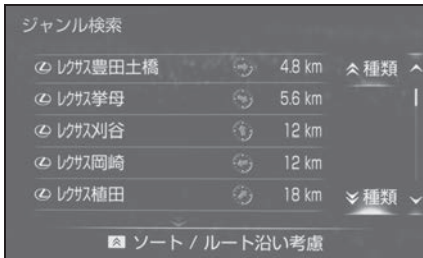 ジャンル検索
レクサス豊田土橋 4.8 km
種類
レクサス挙母 5.6 km
レクサス刈谷 12 km
レクサス岡崎 12 km
レクサス植田 18 km
種類
ソート / ルート沿い考慮